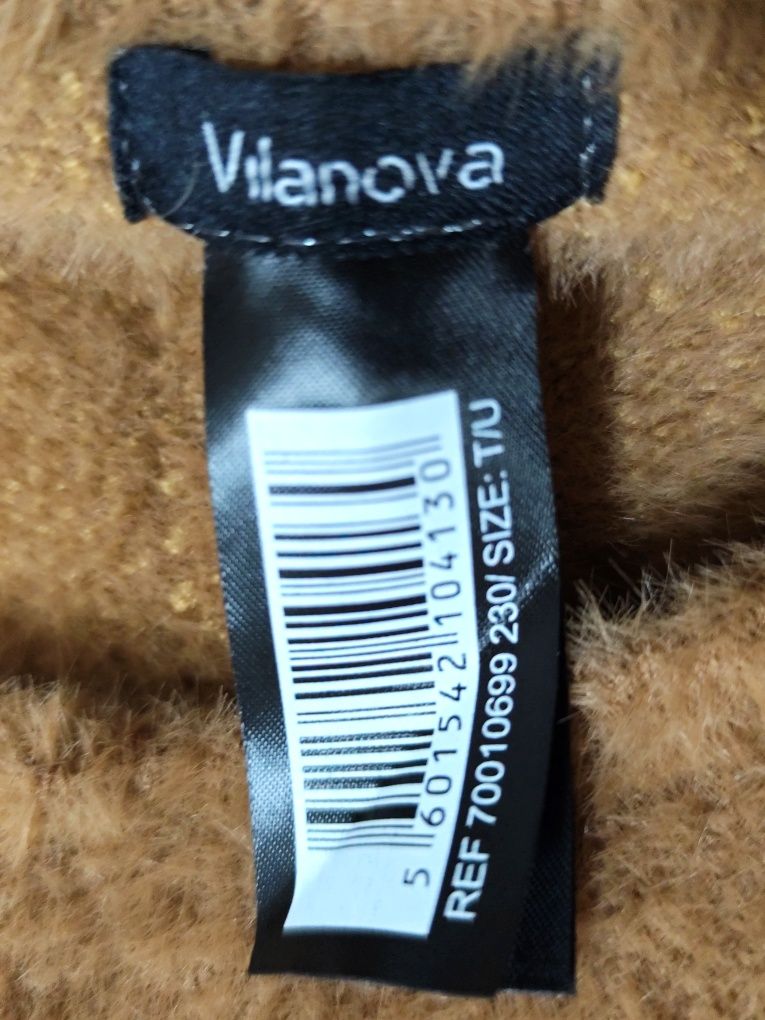 Vilanova
5 601542 104130
REF 70010699 230/ SIZE: T/U